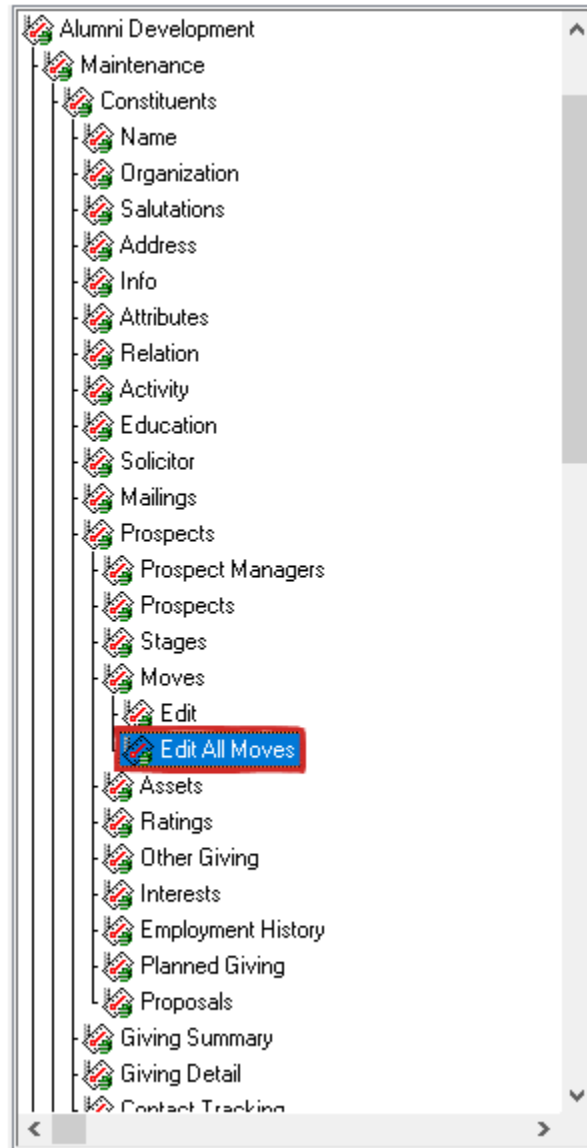 Alumni Development
Maintenance
Constituents
Name
Organization
Salutations
Address
Info
Attributes
Relation
Activity
Education
Solicitor
Mailings
Prospects
Prospect Managers
Prospects
Stages
Moves
Edit
Edit All Moves
Assets
Ratings
Other Giving
Interests
Employment History
Planned Giving
Proposals
Giving Summary
Giving Detail
Contact Tracking